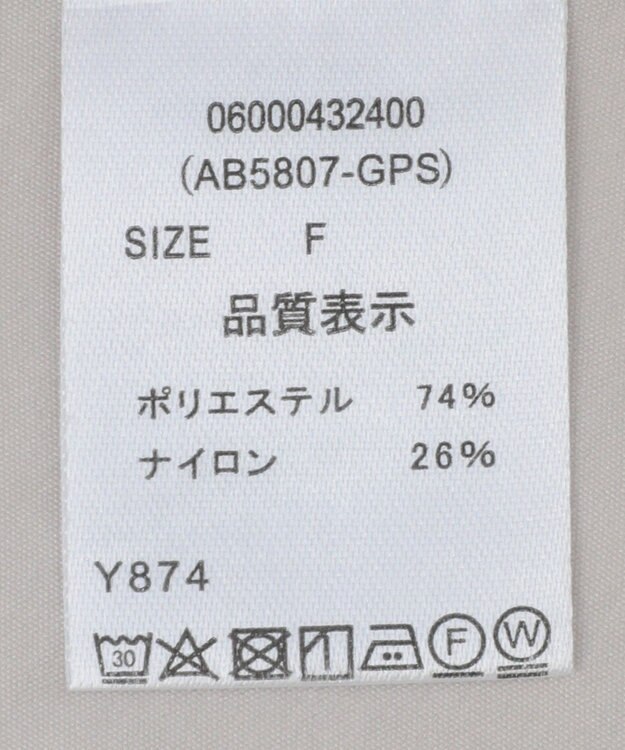 06000432400
(AB5807-GPS)
SIZE F
品質表示
ポリエステル 74%
ナイロン 26%
Y874
30 F W